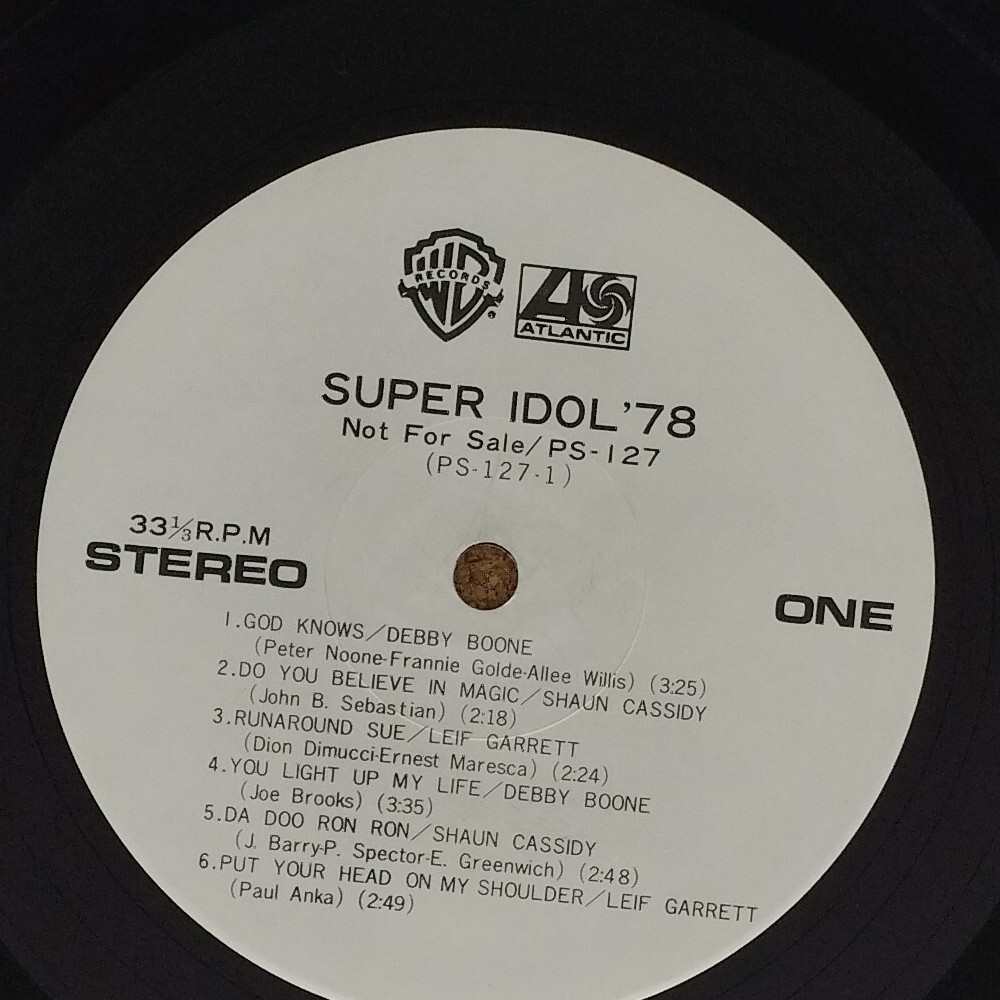 WB
RECORDS
ATLANTIC
SUPER IDOL '78
Not For Sale/PS-127
(PS-127-1)
33⅓R.P.M
STEREO
ONE
1.GOD KNOWS/DEBBY BOONE
(Peter Noone-Frannie Golde-Allee Willis) (3:25)
2.DO YOU BELIEVE IN MAGIC/SHAUN CASSIDY
(John B. Sebastian) (2:18)
3.RUNAROUND SUE/LEIF GARRETT
(Dion Dimucci-Ernest Maresca) (2:24)
4.YOU LIGHT UP MY LIFE/DEBBY BOONE
(Joe Brooks) (3:35)
5.DA DOO RON RON/SHAUN CASSIDY
(J. Barry-P. Spector-E. Greenwich) (2:48)
6.PUT YOUR HEAD ON MY SHOULDER/LEIF GARRETT
(Paul Anka) (2:49)